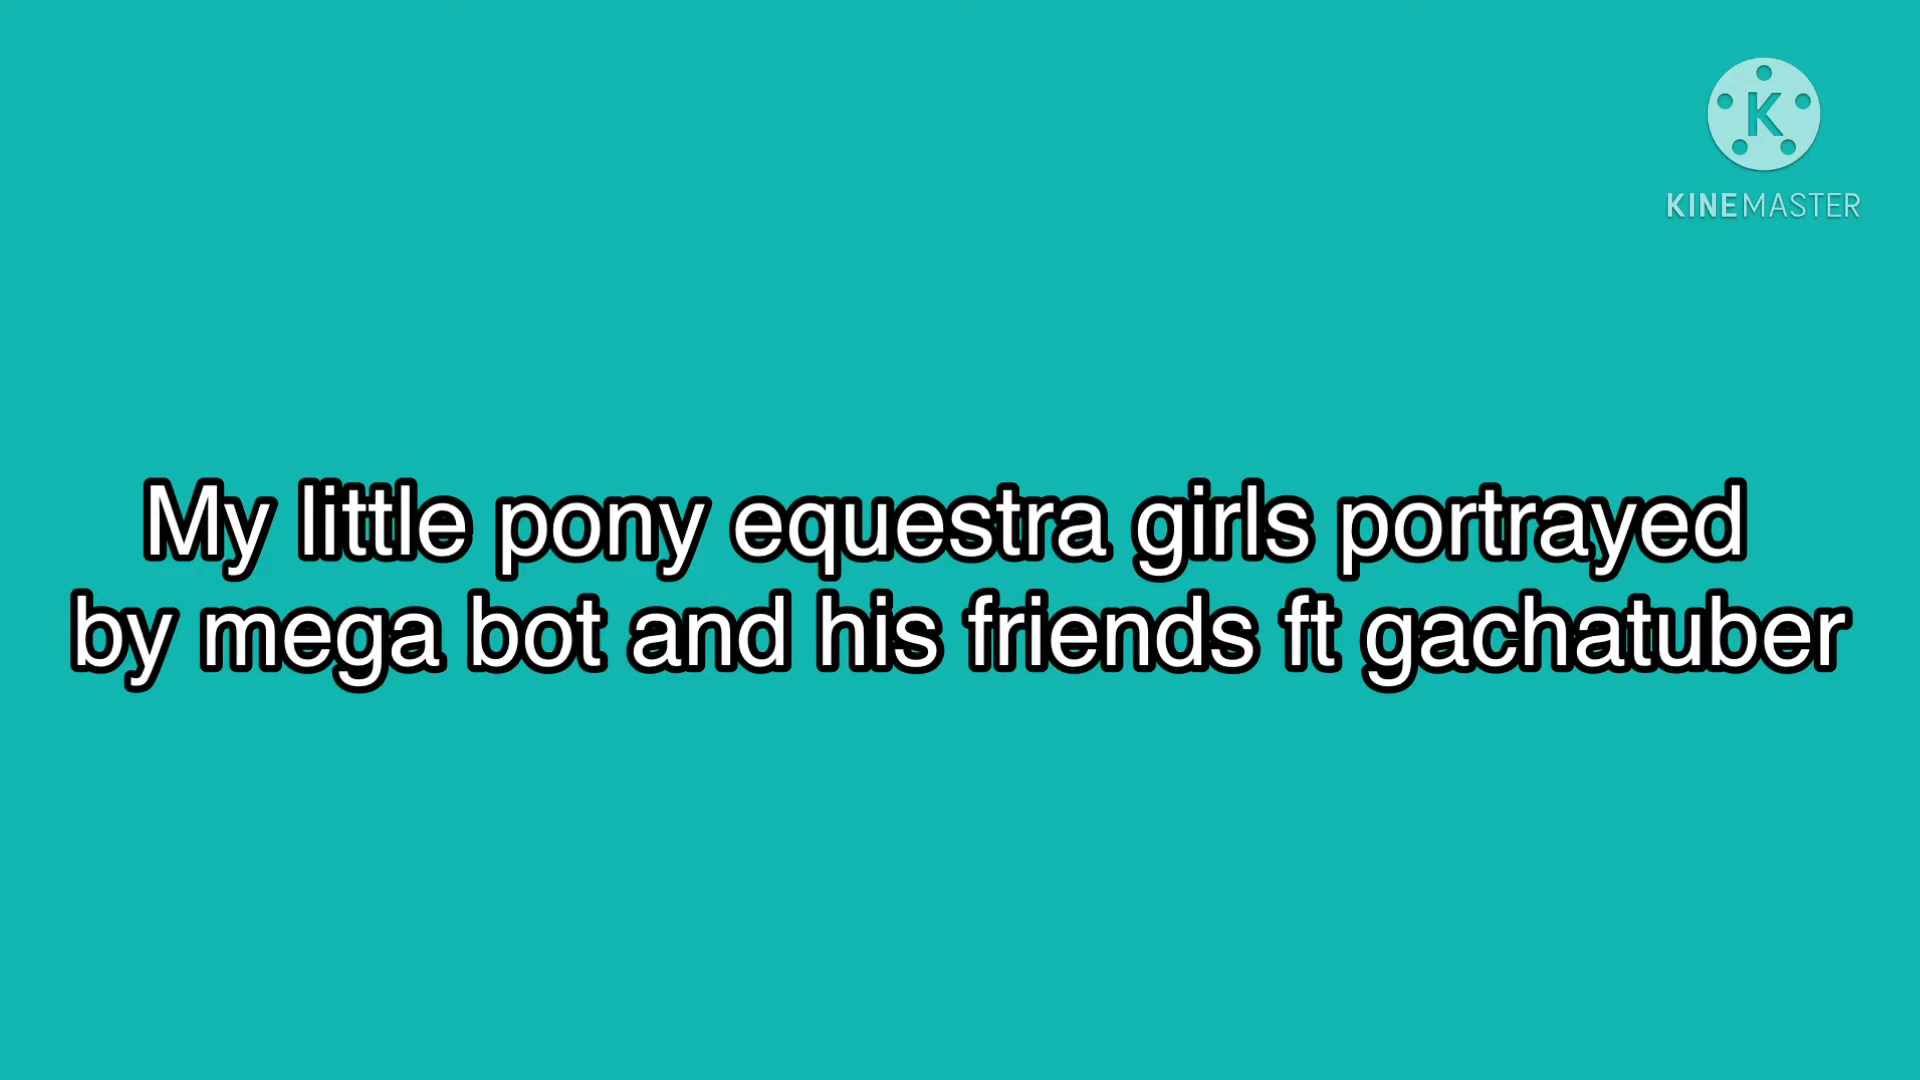 K
KINEMASTER
My little pony equestra girls portrayed
by mega bot and his friends ft gachatuber